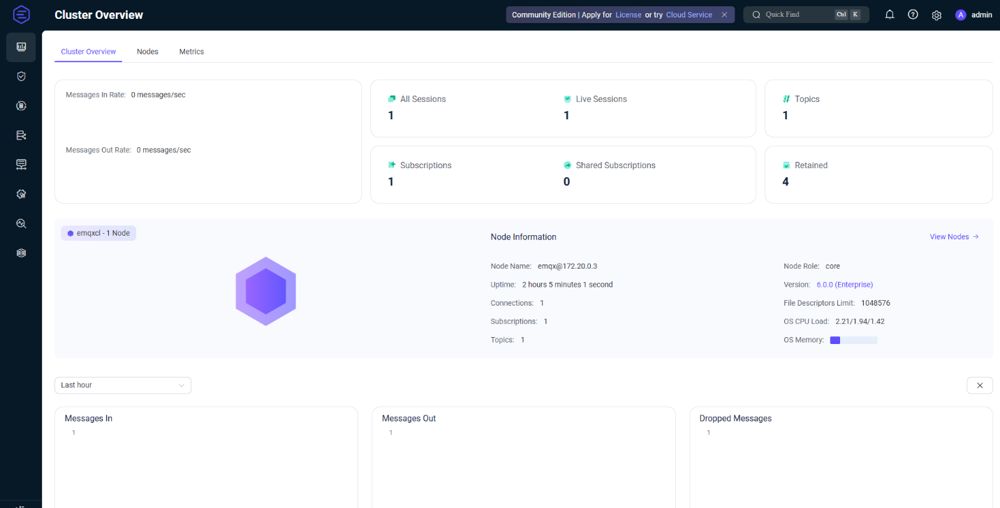 Cluster Overview
Community Edition | Apply for License or try Cloud Service
Quick Find Ctrl K
A admin
Cluster Overview Nodes Metrics
Messages In Rate: 0 messages/sec
Messages Out Rate: 0 messages/sec
All Sessions
1
Live Sessions
1
Topics
1
Subscriptions
1
Shared Subscriptions
0
Retained
4
emqxcl - 1 Node
Node Information
View Nodes →
Node Name: emqx@172.20.0.3
Uptime: 2 hours 5 minutes 1 second
Connections: 1
Subscriptions: 1
Topics: 1
Node Role: core
Version: 6.0.0 (Enterprise)
File Descriptors Limit: 1048576
OS CPU Load: 2.21/1.94/1.42
OS Memory:
Last hour
Messages In
1
Messages Out
1
Dropped Messages
1